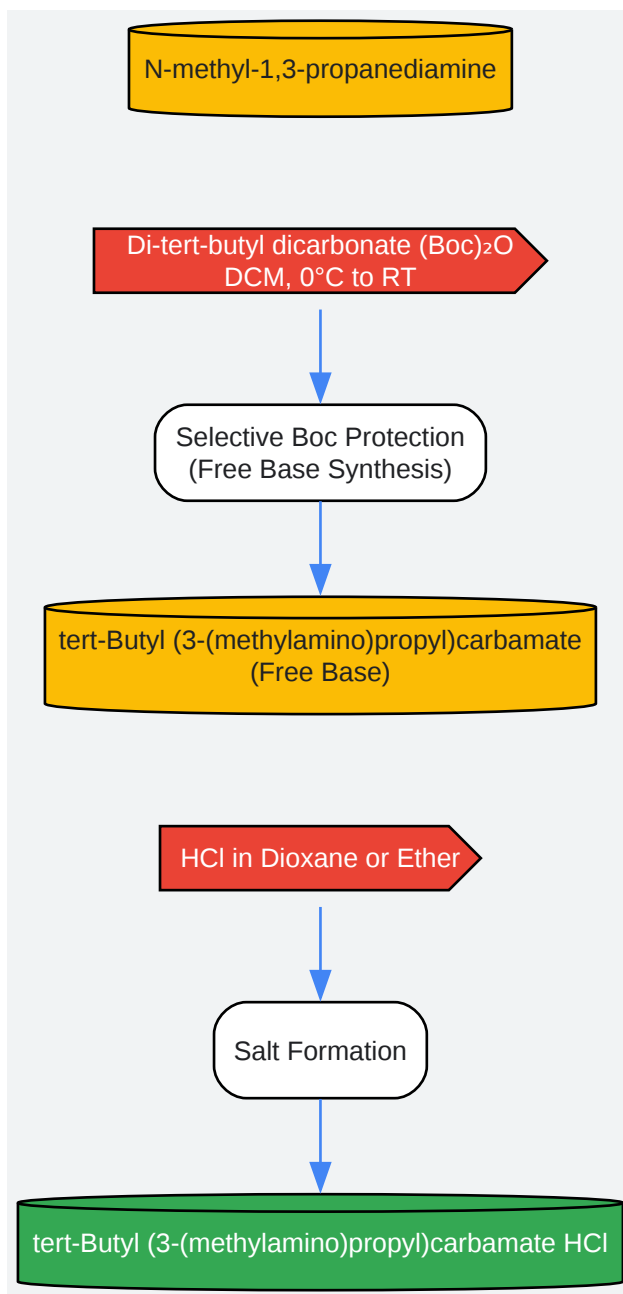 N-methyl-1,3-propanediamine
Di-tert-butyl dicarbonate (Boc)₂O
DCM, 0°C to RT
Selective Boc Protection
(Free Base Synthesis)
tert-Butyl (3-(methylamino)propyl)carbamate
(Free Base)
HCl in Dioxane or Ether
Salt Formation
tert-Butyl (3-(methylamino)propyl)carbamate HCl